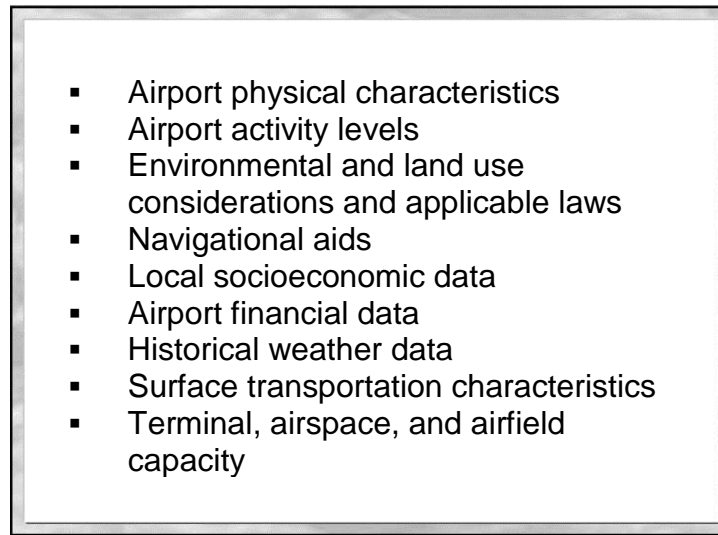 ▪ Airport physical characteristics
▪ Airport activity levels
▪ Environmental and land use
considerations and applicable laws
▪ Navigational aids
▪ Local socioeconomic data
▪ Airport financial data
▪ Historical weather data
▪ Surface transportation characteristics
▪ Terminal, airspace, and airfield
capacity